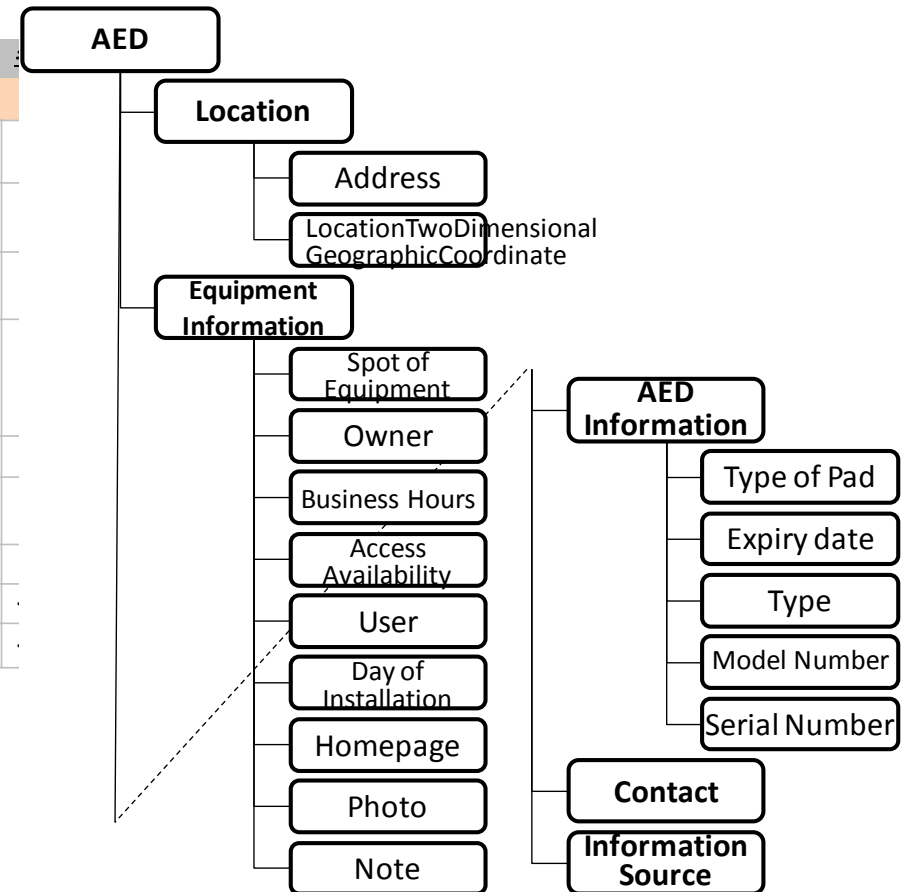 AED
Location
Address
LocationTwoDimensional
GeographicCoordinate
Equipment
Information
Spot of
Equipment
Owner
Business Hours
Access
Availability
User
Day of
Installation
Homepage
Photo
Note
AED
Information
Type of Pad
Expiry date
Type
Model Number
Serial Number
Contact
Information
Source